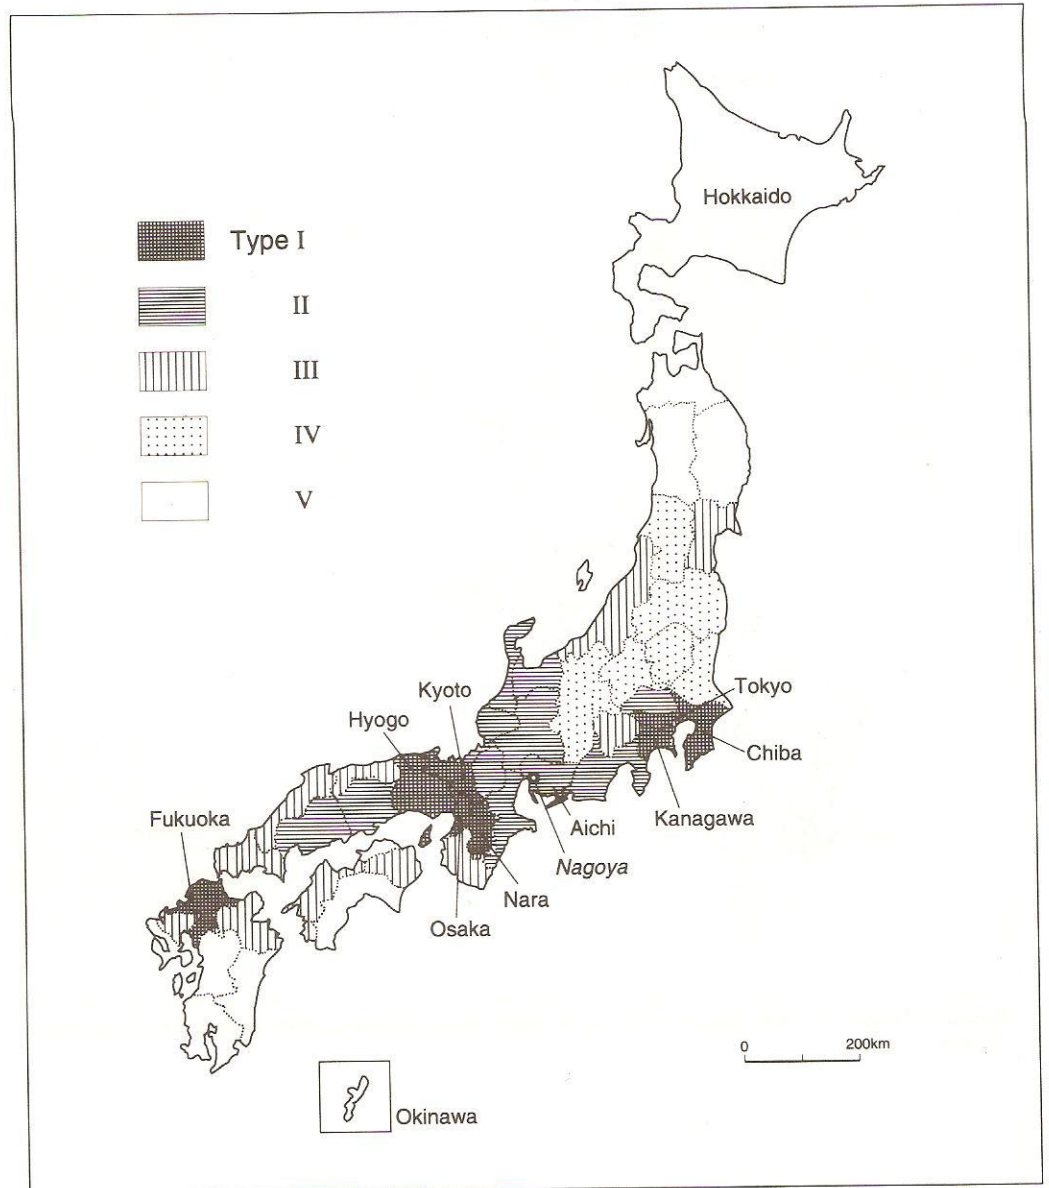 Hokkaido
Type I
II
III
IV
V
Kyoto
Hyogo
Tokyo
Chiba
Fukuoka
Aichi
Kanagawa
Nagoya
Nara
Osaka
0 200km
Okinawa